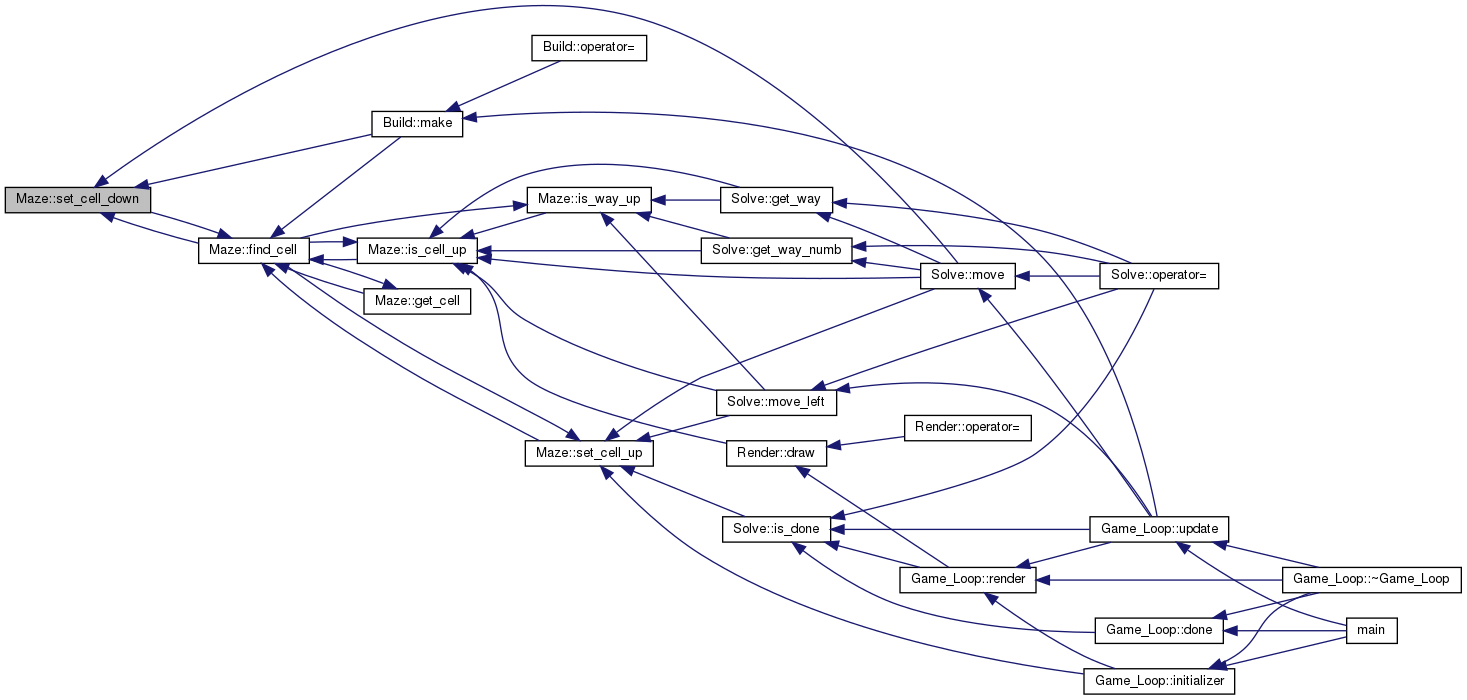 Build::operator=
Build::make
Maze::set_cell_down
Maze::is_way_up
Solve::get_way
Maze::find_cell
Maze::is_cell_up
Solve::get_way_numb
Solve::move
Solve::operator=
Maze::get_cell
Solve::move_left
Render::operator=
Maze::set_cell_up
Render::draw
Solve::is_done
Game_Loop::update
Game_Loop::render
Game_Loop::~Game_Loop
Game_Loop::done
main
Game_Loop::initializer